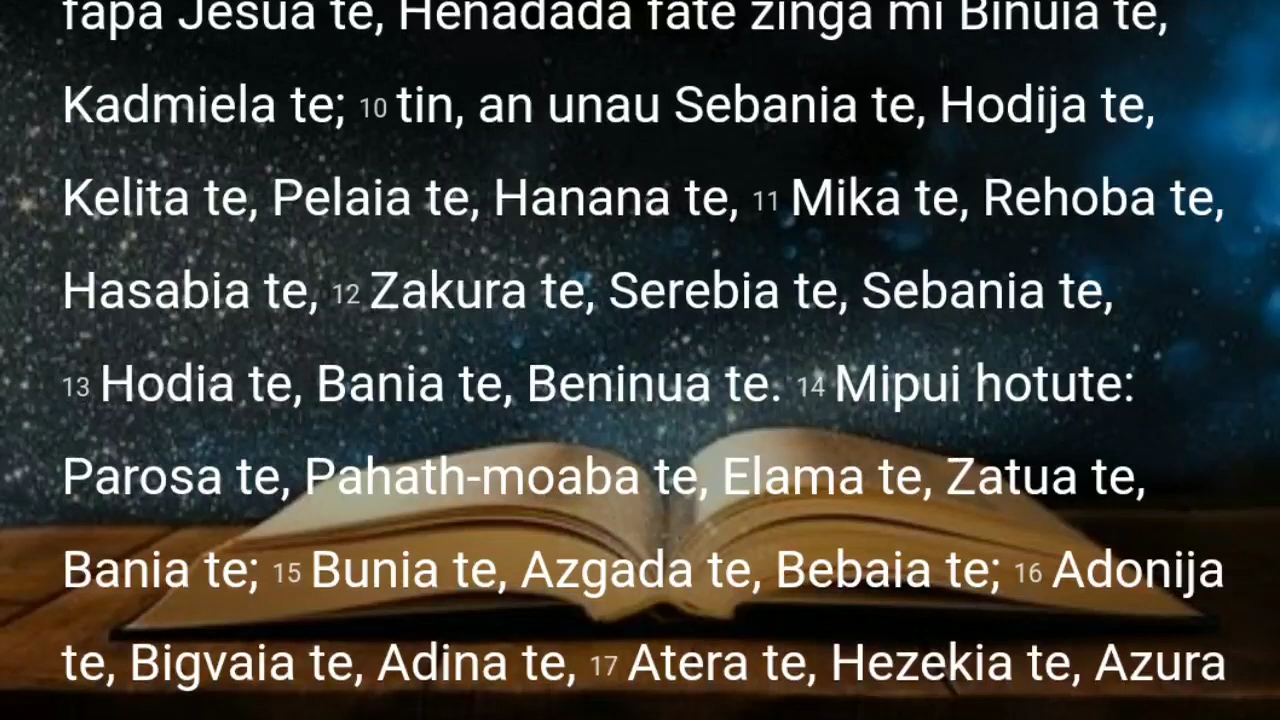 fapa Jesua te, Henadada fate zinga mi Binuia te,
Kadmiela te; 10 tin, an unau Sebania te, Hodija te,
Kelita te, Pelaia te, Hanana te, 11 Mika te, Rehoba te,
Hasabia te, 12 Zakura te, Serebia te, Sebania te,
13 Hodia te, Bania te, Beninua te. 14 Mipui hotute:
Parosa te, Pahath-moaba te, Elama te, Zatua te,
Bania te; 15 Bunia te, Azgada te, Bebaia te; 16 Adonija
te, Bigvaia te, Adina te, 17 Atera te, Hezekia te, Azura